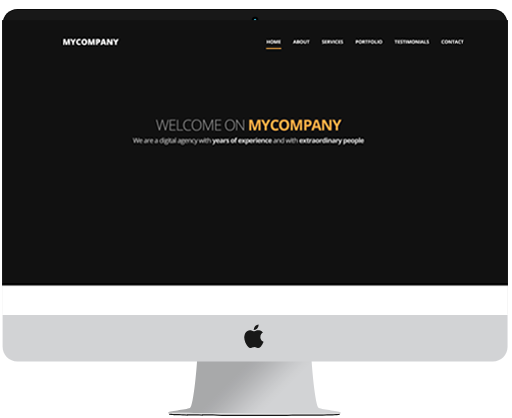 MYCOMPANY
HOME ABOUT SERVICES PORTFOLIO TESTIMONIALS CONTACT
WELCOME ON MYCOMPANY
We are a digital agency with years of experience and with extraordinary people